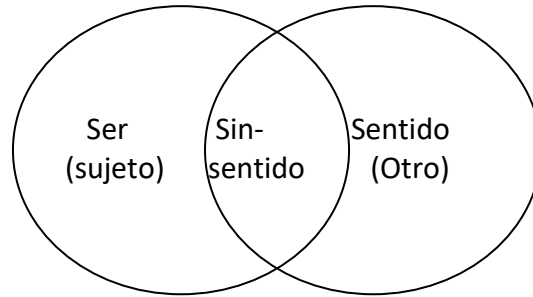 Ser
(sujeto)
Sin-
sentido
Sentido
(Otro)